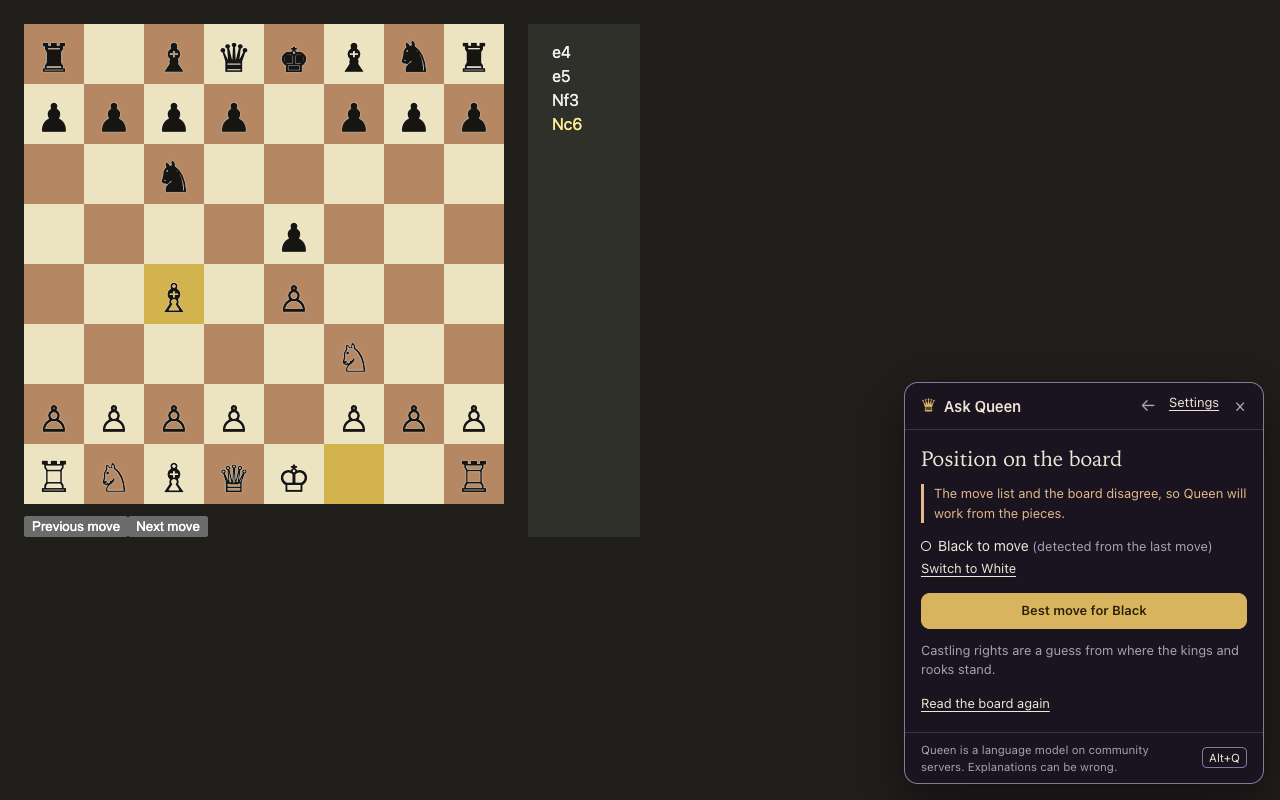 e4
e5
Nf3
Nc6
Previous move
Next move
Ask Queen
Settings
Position on the board
The move list and the board disagree, so Queen will
work from the pieces.
Black to move (detected from the last move)
Switch to White
Best move for Black
Castling rights are a guess from where the kings and
rooks stand.
Read the board again
Queen is a language model on community
servers. Explanations can be wrong.
Alt+Q